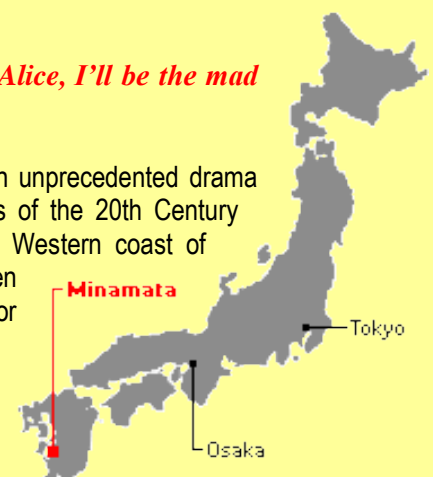 Alice, I'll be the mad
n unprecedented drama
s of the 20th Century
Western coast of
en
or
Minamata
Tokyo
Osaka